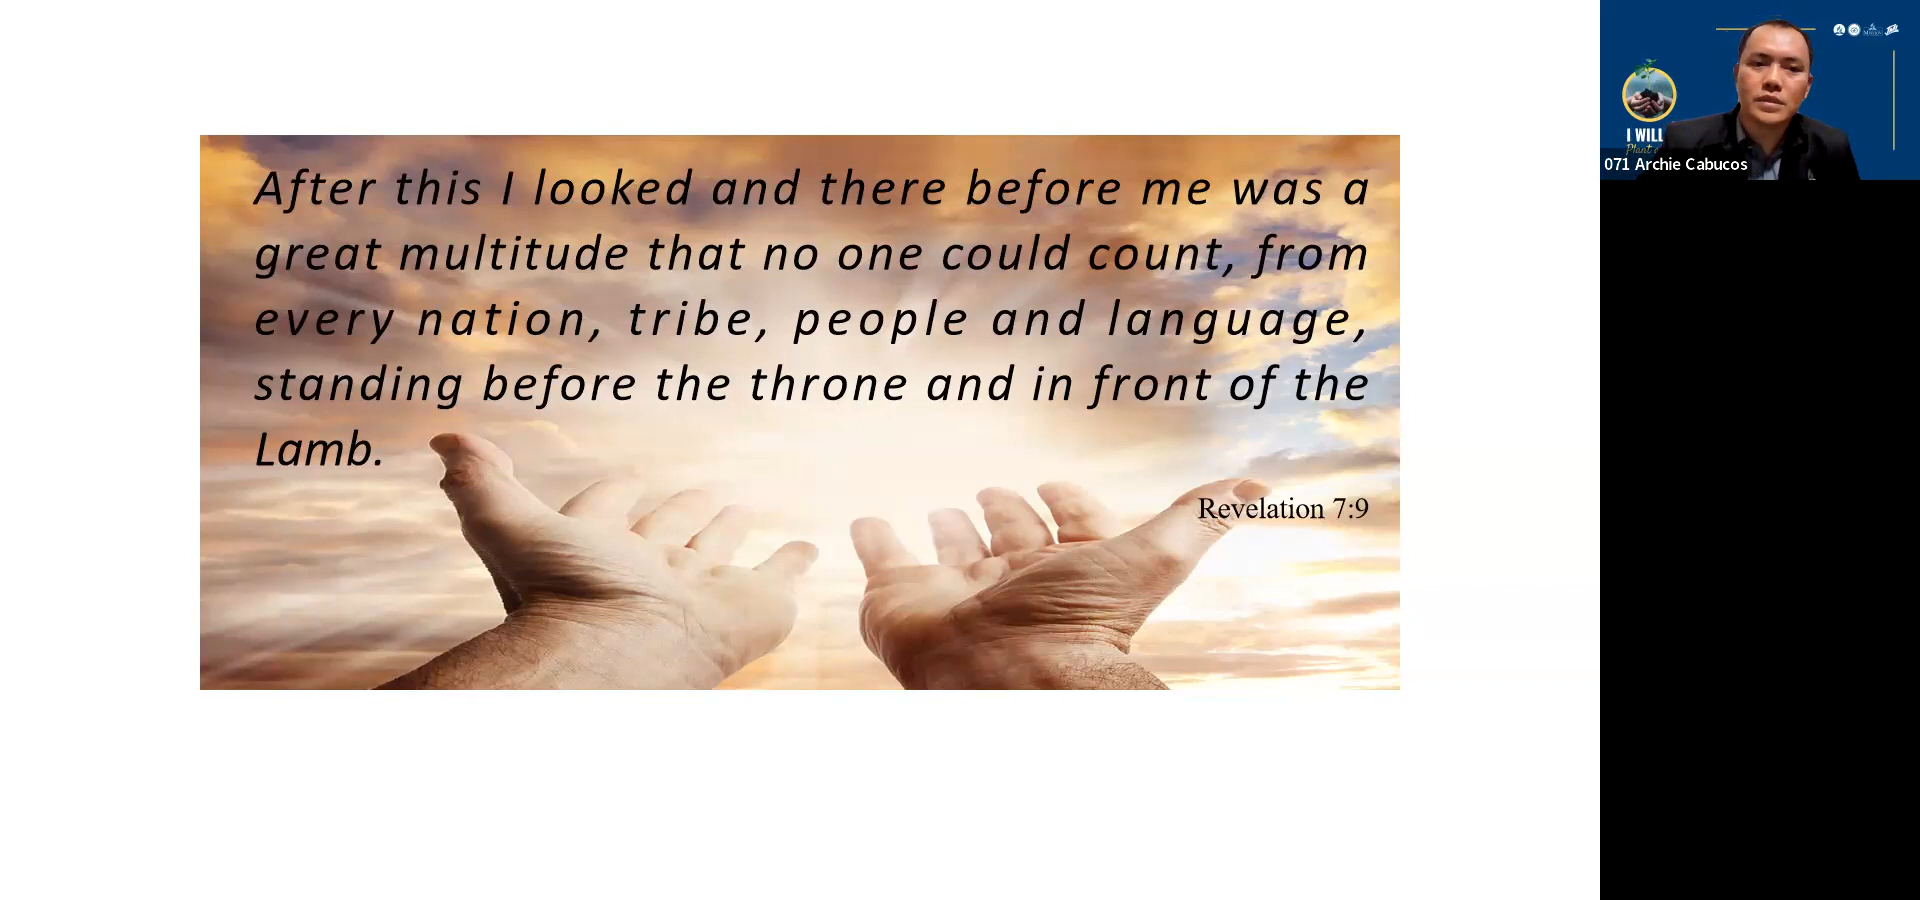 After this I looked and there before me was a
great multitude that no one could count, from
every nation, tribe, people and language,
standing before the throne and in front of the
Lamb.
Revelation 7:9
I WILL
Plant
071 Archie Cabucos